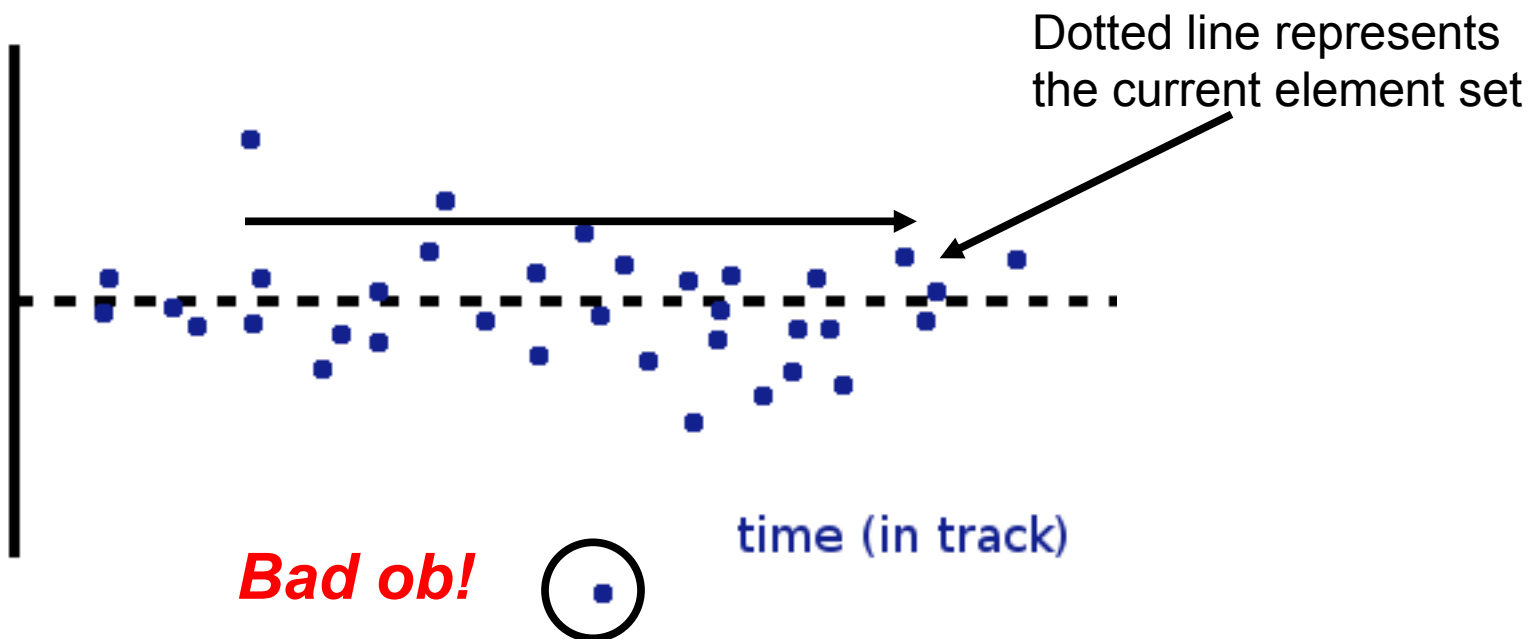 Dotted line represents
the current element set
time (in track)
Bad ob!